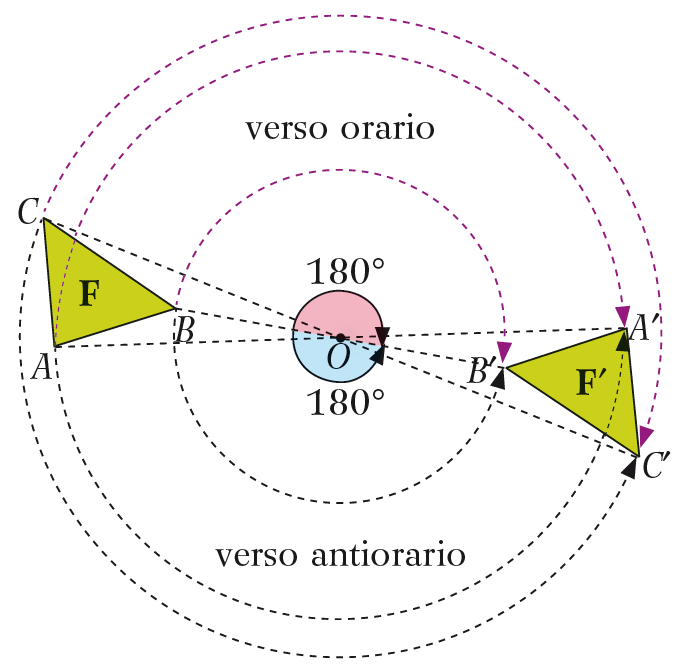 verso orario
C
180°
F
B
A
O
A′
B′
F′
180°
C′
verso antiorario